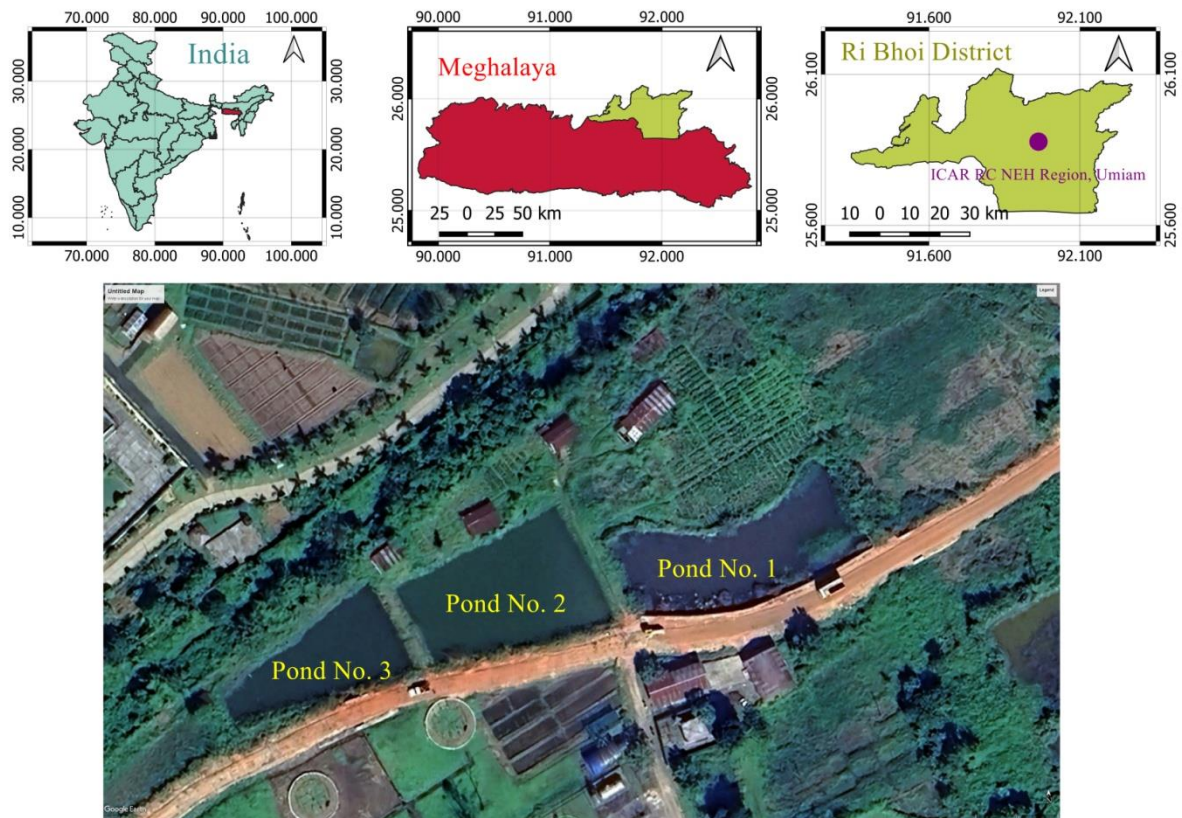 70.000 80.000 90.000 100.000
India
30.000 20.000 10.000
30.000 20.000 10.000
70.000 80.000 90.000 100.000
90.000 91.000 92.000
Meghalaya
26.000 25.000
26.000 25.000
25 0 25 50 km
90.000 91.000 92.000
91.600 92.100
Ri Bhoi District
26.100 25.600
26.100 25.600
ICAR RC NEH Region, Umiam
10 0 10 20 30 km
91.600 92.100
Untitled Map
Legend
Pond No. 1
Pond No. 2
Pond No. 3
Google Earth